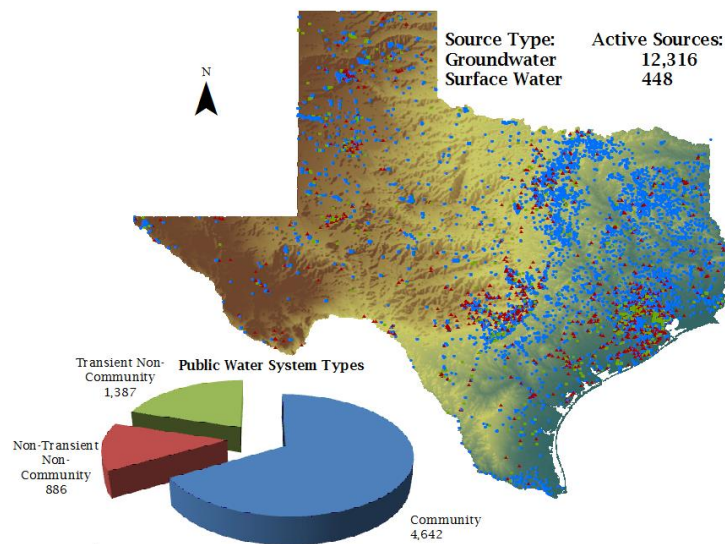 Source Type: Active Sources:
Groundwater 12,316
Surface Water 448
N
Public Water System Types
Transient Non-
Community
1,387
Non-Transient
Non-
Community
886
Community
4,642